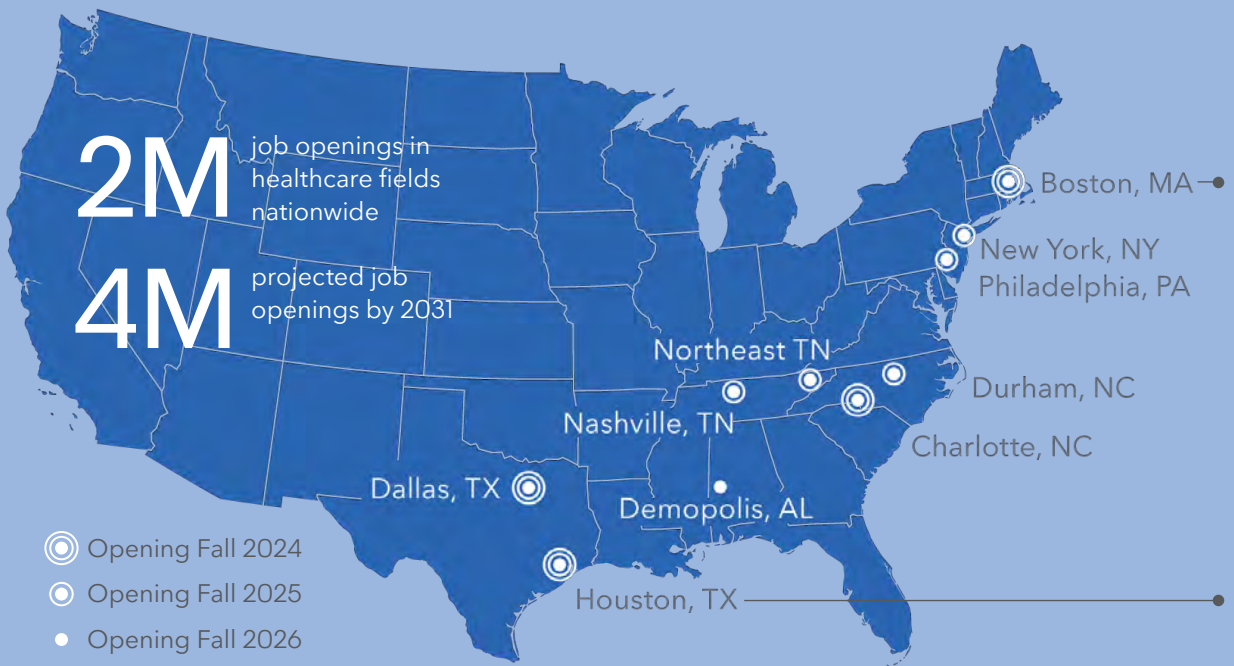 2M
job openings in
healthcare fields
nationwide
4M
projected job
openings by 2031
Boston, MA
New York, NY
Philadelphia, PA
Northeast TN
Durham, NC
Nashville, TN
Charlotte, NC
Dallas, TX
Demopolis, AL
Houston, TX
Opening Fall 2024
Opening Fall 2025
Opening Fall 2026